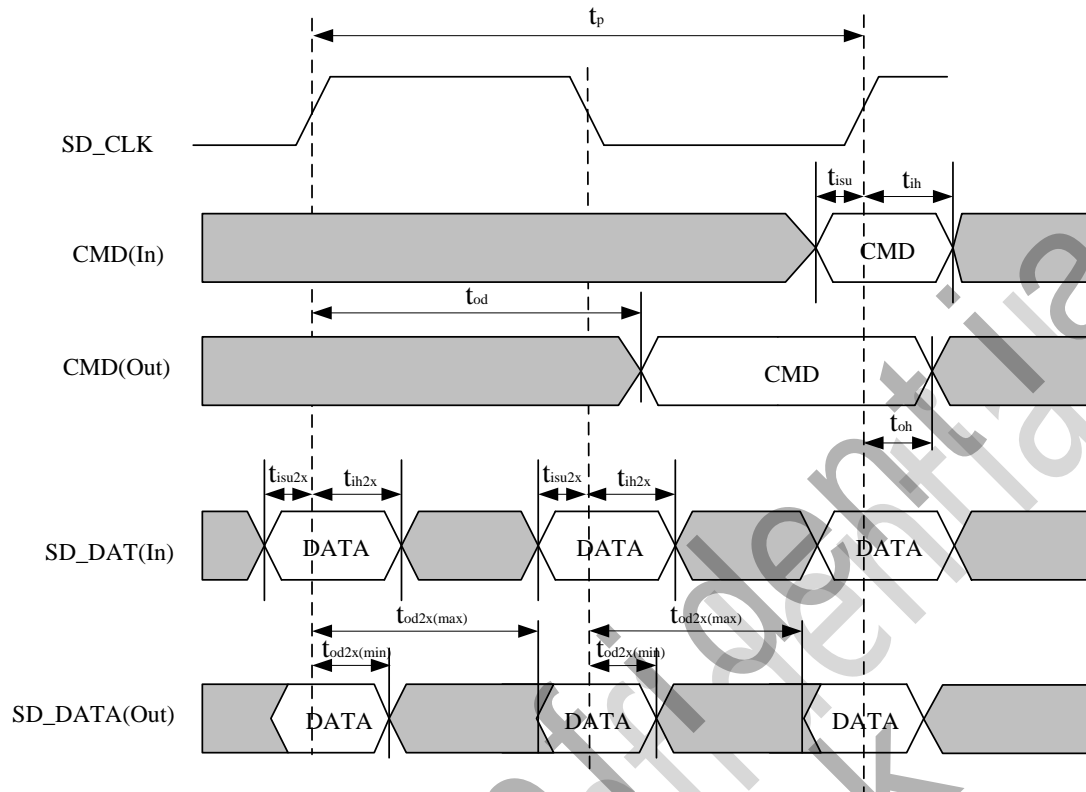 tp
SD_CLK
tisu tih
CMD(In) CMD
tod
CMD(Out) CMD
toh
tisu2x tih2x tisu2x tih2x
SD_DAT(In) DATA DATA DATA
tod2x(max) tod2x(max)
tod2x(min) tod2x(min)
SD_DATA(Out) DATA DATA DATA